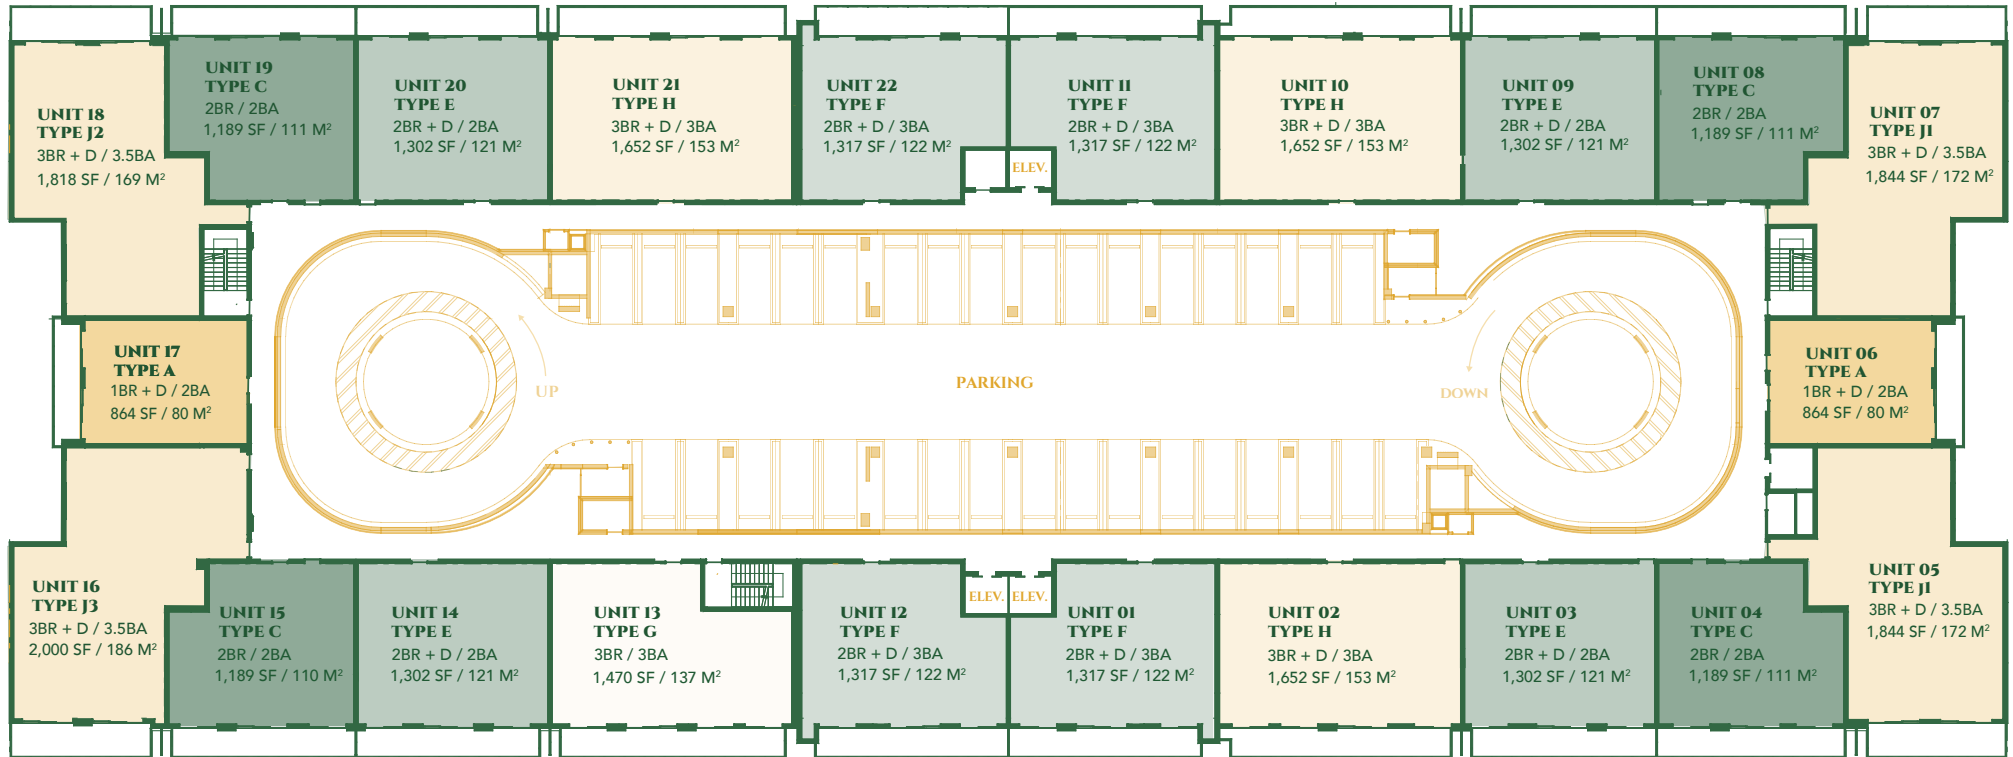 UNIT 18
TYPE J2
3BR + D / 3.5BA
1,818 SF / 169 M²
UNIT 19
TYPE C
2BR / 2BA
1,189 SF / 111 M²
UNIT 20
TYPE E
2BR + D / 2BA
1,302 SF / 121 M²
UNIT 21
TYPE H
3BR + D / 3BA
1,652 SF / 153 M²
UNIT 22
TYPE F
2BR + D / 3BA
1,317 SF / 122 M²
UNIT 11
TYPE F
2BR + D / 3BA
1,317 SF / 122 M²
ELEV.
UNIT 10
TYPE H
3BR + D / 3BA
1,652 SF / 153 M²
UNIT 09
TYPE E
2BR + D / 2BA
1,302 SF / 121 M²
UNIT 08
TYPE C
2BR / 2BA
1,189 SF / 111 M²
UNIT 07
TYPE J1
3BR + D / 3.5BA
1,844 SF / 172 M²
UNIT 17
TYPE A
1BR + D / 2BA
864 SF / 80 M²
UP
PARKING
DOWN
UNIT 06
TYPE A
1BR + D / 2BA
864 SF / 80 M²
UNIT 16
TYPE J3
3BR + D / 3.5BA
2,000 SF / 186 M²
UNIT 15
TYPE C
2BR / 2BA
1,189 SF / 110 M²
UNIT 14
TYPE E
2BR + D / 2BA
1,302 SF / 121 M²
UNIT 13
TYPE G
3BR / 3BA
1,470 SF / 137 M²
UNIT 12
TYPE F
2BR + D / 3BA
1,317 SF / 122 M²
ELEV.
ELEV.
UNIT 01
TYPE F
2BR + D / 3BA
1,317 SF / 122 M²
UNIT 02
TYPE H
3BR + D / 3BA
1,652 SF / 153 M²
UNIT 03
TYPE E
2BR + D / 2BA
1,302 SF / 121 M²
UNIT 04
TYPE C
2BR / 2BA
1,189 SF / 111 M²
UNIT 05
TYPE J1
3BR + D / 3.5BA
1,844 SF / 172 M²